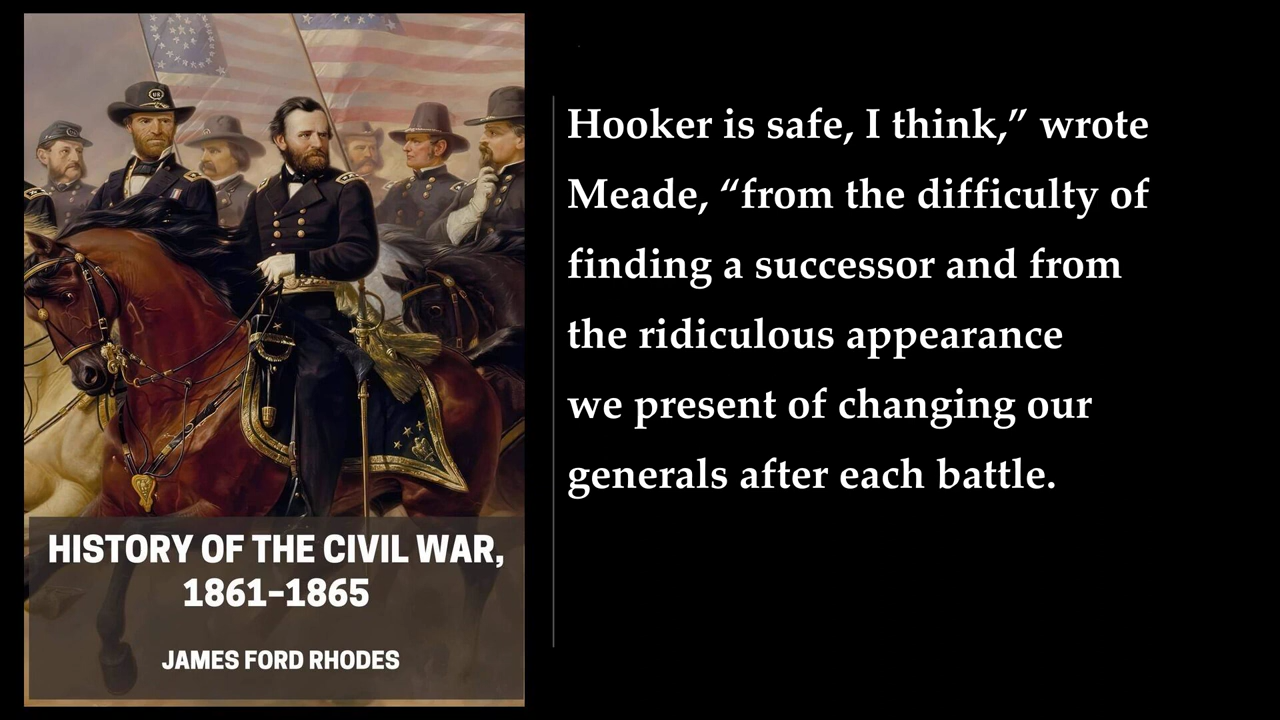 HISTORY OF THE CIVIL WAR,
1861–1865
JAMES FORD RHODES
Hooker is safe, I think,” wrote
Meade, “from the difficulty of
finding a successor and from
the ridiculous appearance
we present of changing our
generals after each battle.